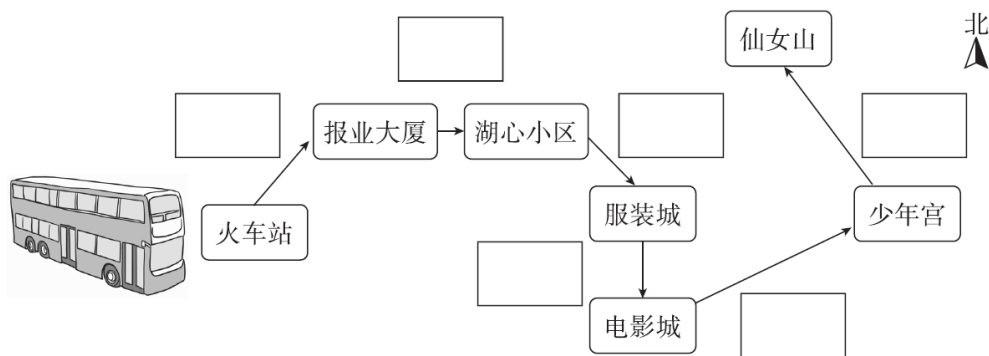 仙女山
北
报业大厦
湖心小区
火车站
服装城
少年宫
电影城